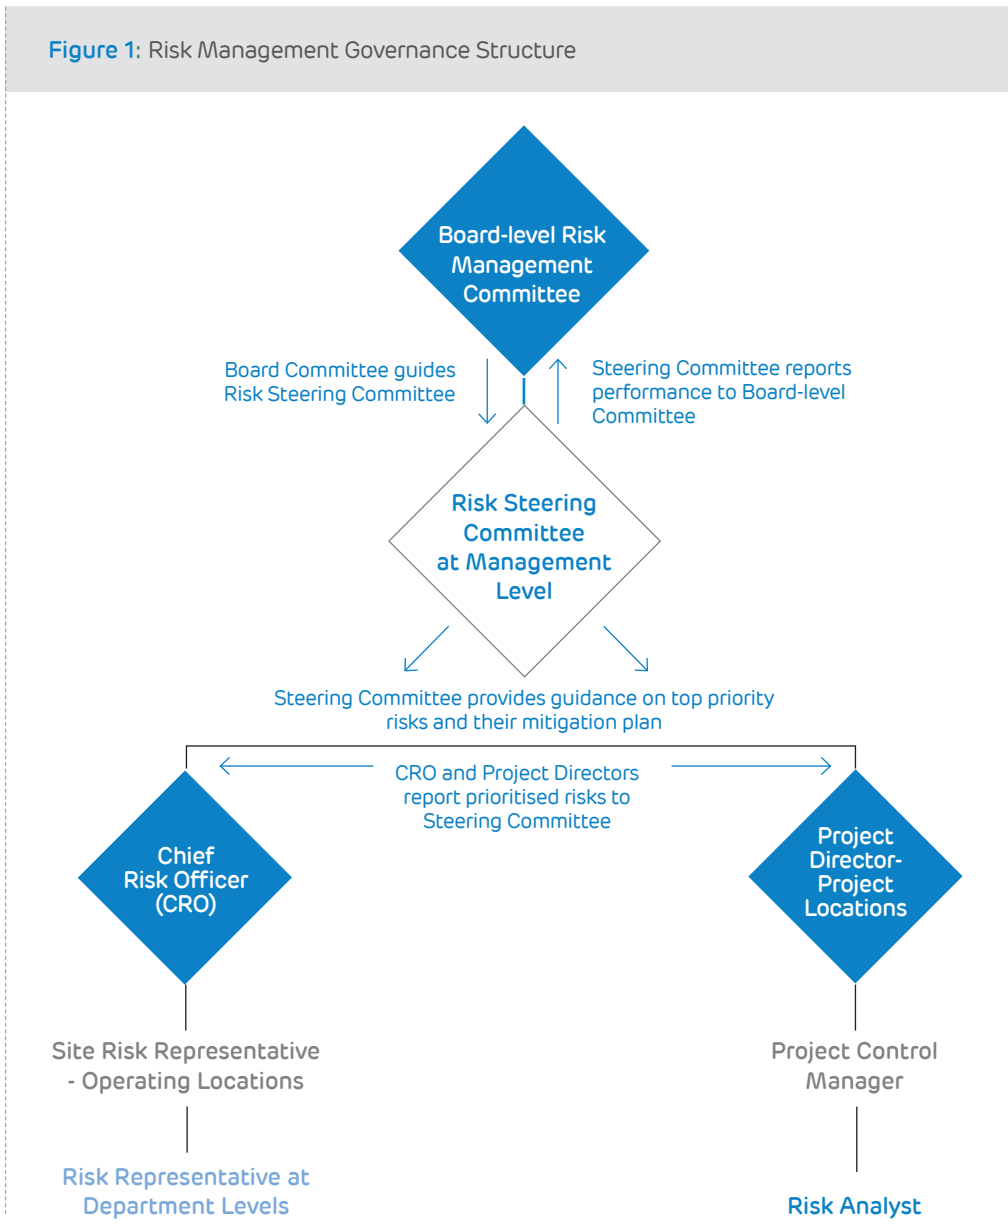 Figure 1: Risk Management Governance Structure
Board-level Risk
Management
Committee
Board Committee guides
Risk Steering Committee
Steering Committee reports
performance to Board-level
Committee
Risk Steering
Committee
at Management
Level
Steering Committee provides guidance on top priority
risks and their mitigation plan
CRO and Project Directors
report prioritised risks to
Steering Committee
Chief
Risk Officer
(CRO)
Project
Director-
Project
Locations
Site Risk Representative
- Operating Locations
Project Control
Manager
Risk Representative at
Department Levels
Risk Analyst